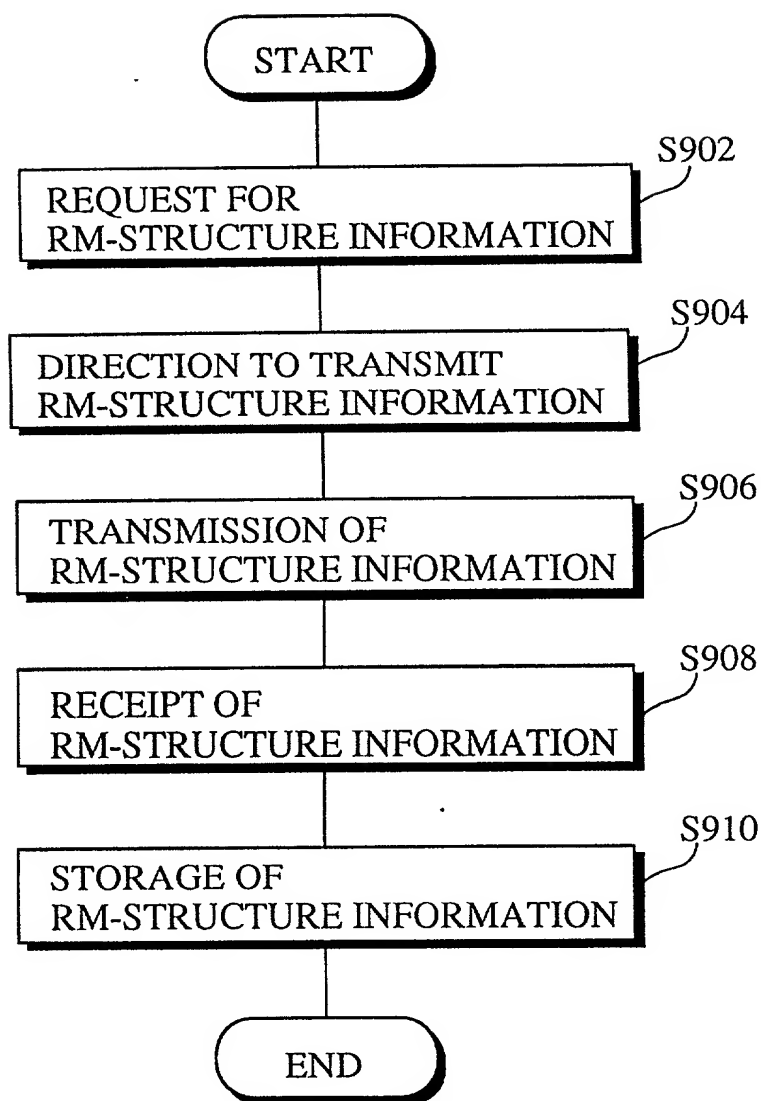 START
S902
REQUEST FOR
RM-STRUCTURE INFORMATION
S904
DIRECTION TO TRANSMIT
RM-STRUCTURE INFORMATION
S906
TRANSMISSION OF
RM-STRUCTURE INFORMATION
S908
RECEIPT OF
RM-STRUCTURE INFORMATION
S910
STORAGE OF
RM-STRUCTURE INFORMATION
END